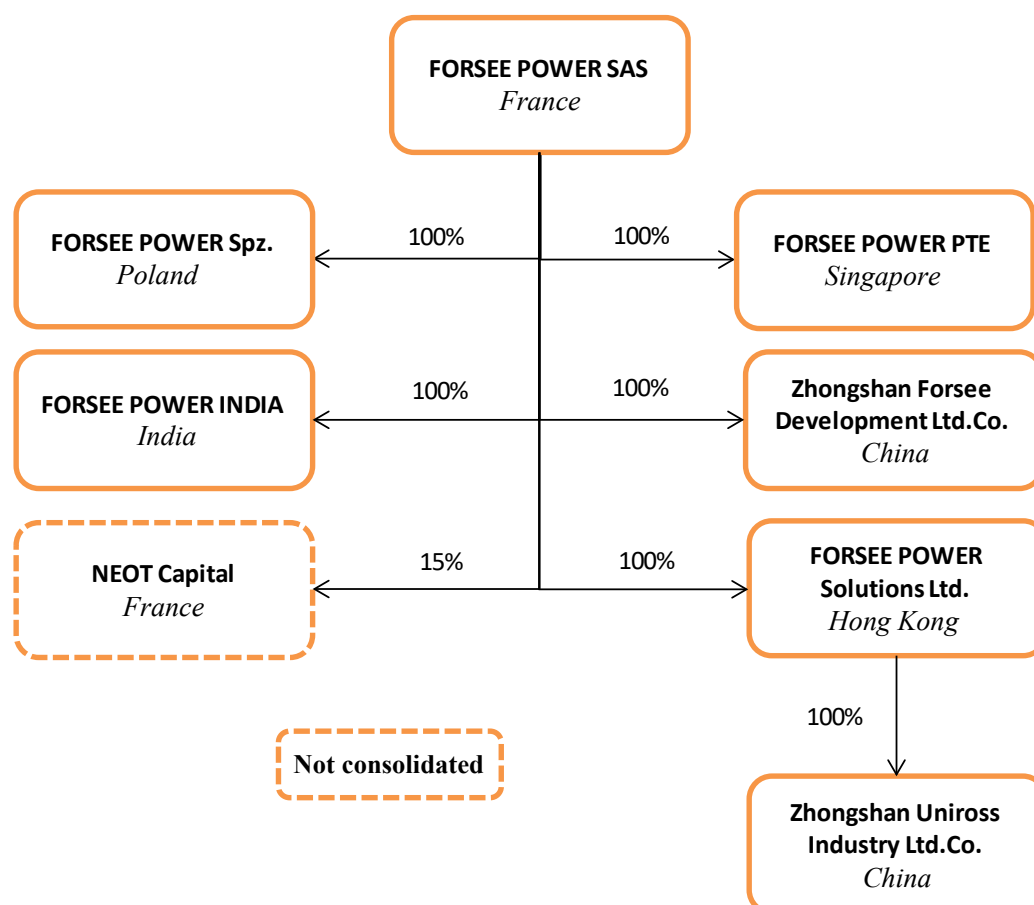 FORSEE POWER SAS
France
FORSEE POWER Spz.
Poland
100%
100%
FORSEE POWER PTE
Singapore
FORSEE POWER INDIA
India
100%
100%
Zhongshan Forsee
Development Ltd.Co.
China
NEOT Capital
France
15%
100%
FORSEE POWER
Solutions Ltd.
Hong Kong
100%
Not consolidated
Zhongshan Uniross
Industry Ltd.Co.
China